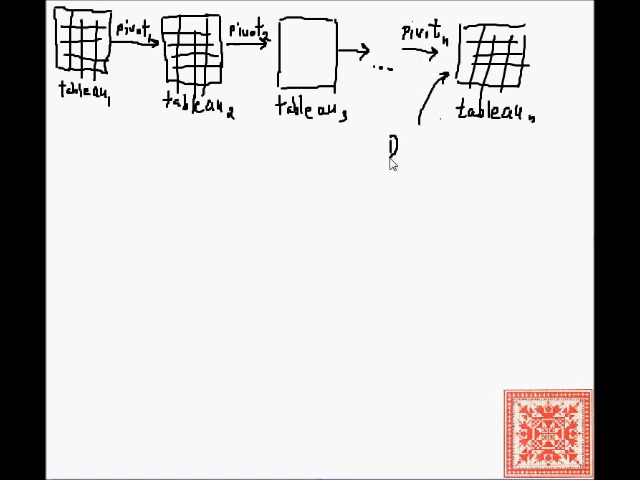 pivot₁ pivot₂ ... pivotₙ
tableau₁ tableau₂ tableau₃ tableauₙ
D